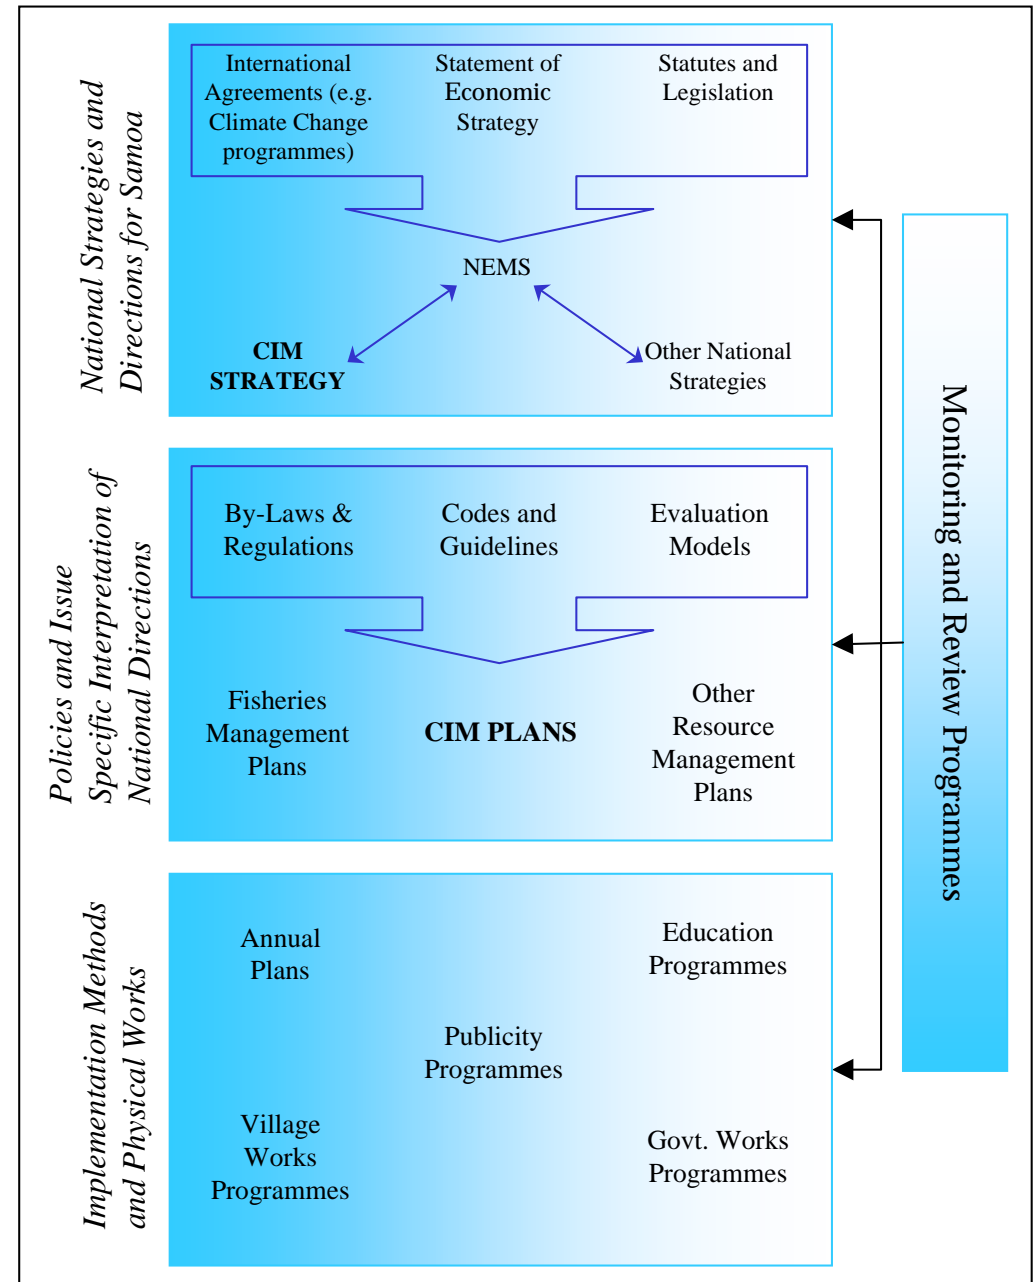 National Strategies and
Directions for Samoa
International
Agreements (e.g.
Climate Change
programmes)
Statement of
Economic
Strategy
Statutes and
Legislation
NEMS
CIM
STRATEGY
Other National
Strategies
Policies and Issue
Specific Interpretation of
National Directions
By-Laws &
Regulations
Codes and
Guidelines
Evaluation
Models
Fisheries
Management
Plans
CIM PLANS
Other
Resource
Management
Plans
Implementation Methods
and Physical Works
Annual
Plans
Education
Programmes
Publicity
Programmes
Village
Works
Programmes
Govt. Works
Programmes
Monitoring and Review Programmes